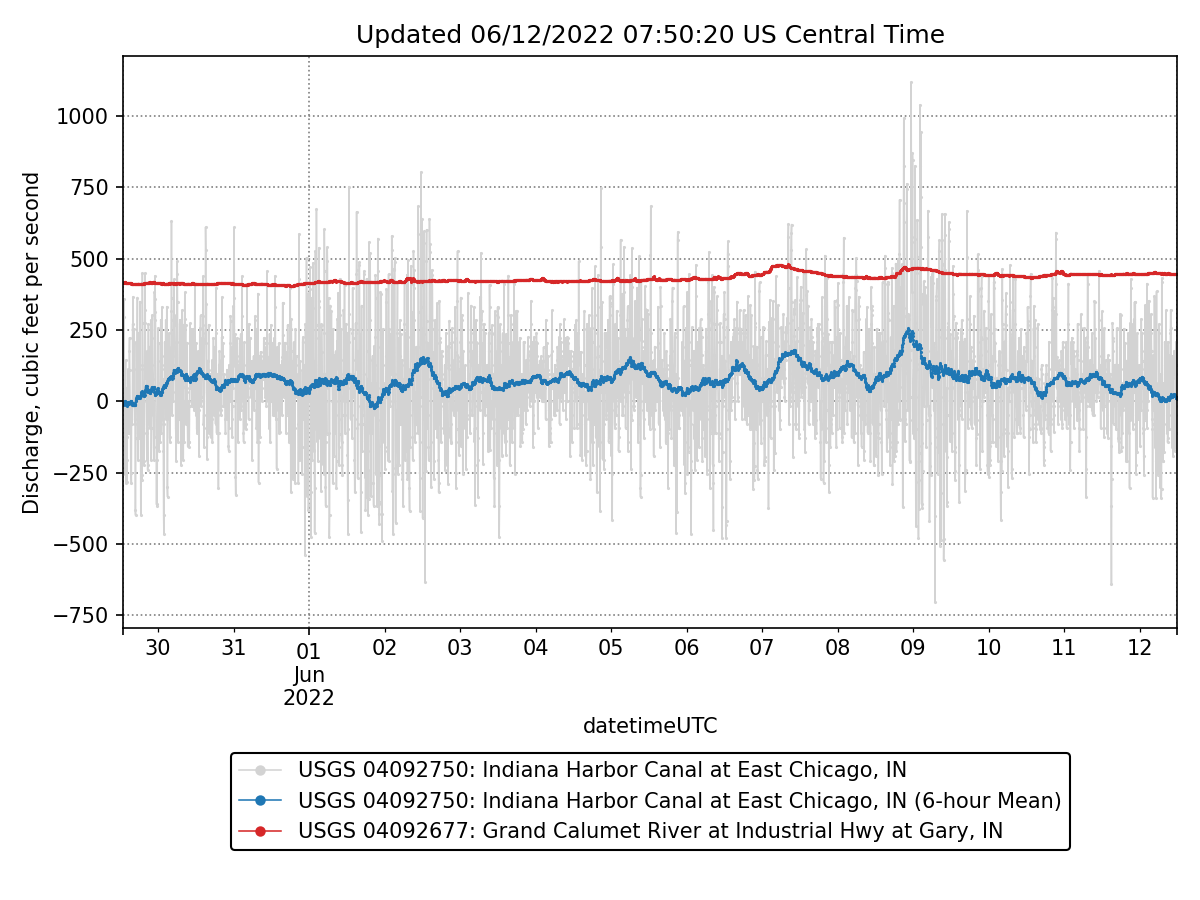 Updated 06/12/2022 07:50:20 US Central Time
Discharge, cubic feet per second
1000
750
500
250
0
−250
−500
−750
30 31 01 02 03 04 05 06 07 08 09 10 11 12
Jun
2022
datetimeUTC
USGS 04092750: Indiana Harbor Canal at East Chicago, IN
USGS 04092750: Indiana Harbor Canal at East Chicago, IN (6-hour Mean)
USGS 04092677: Grand Calumet River at Industrial Hwy at Gary, IN